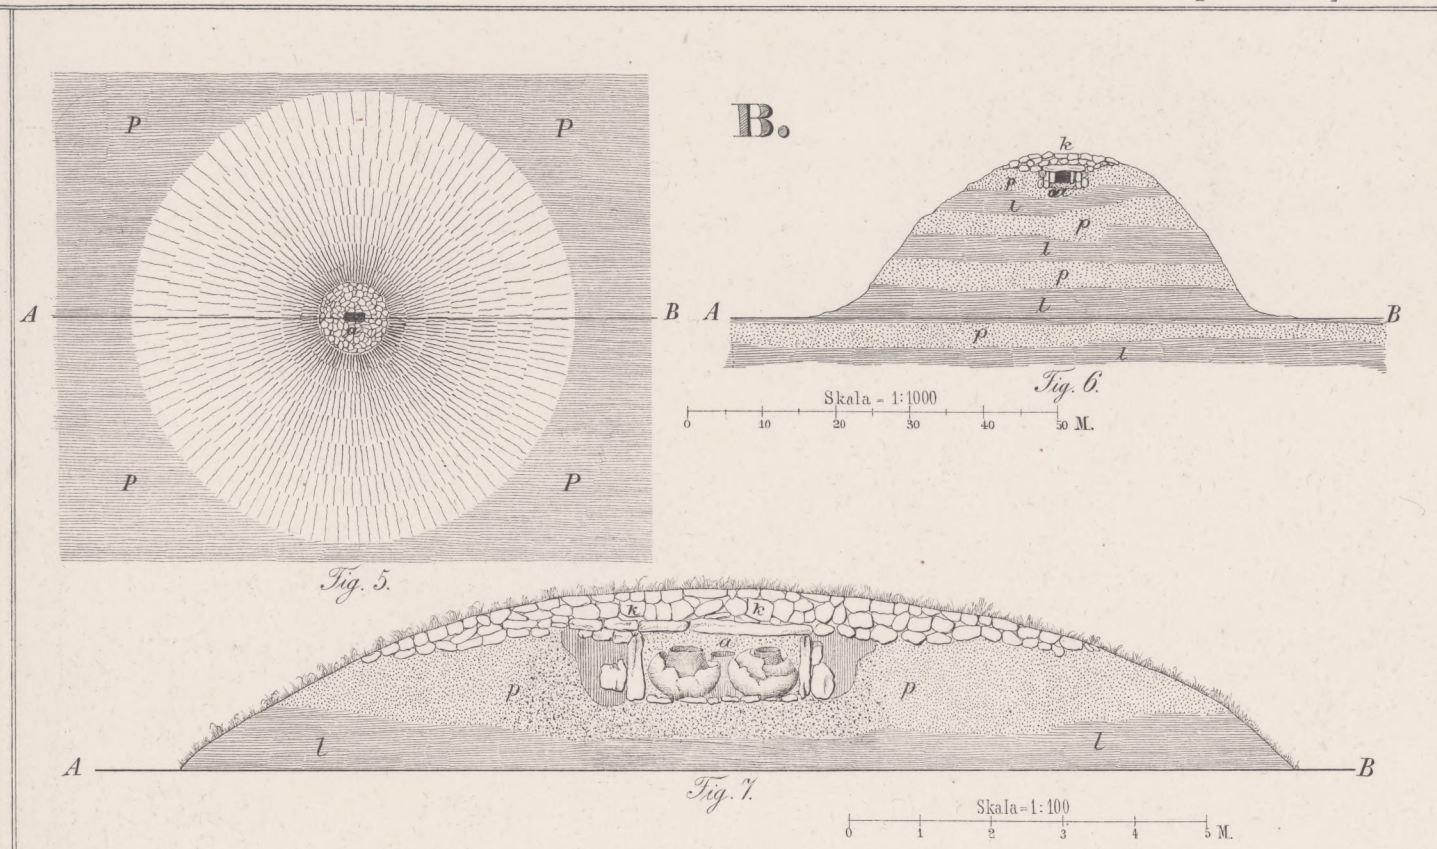 P P
A a B
P P
Fig. 5.
B.
k
p
a
l
p
l
p
A l B
p
l
Fig. 6.
Skala = 1:1000
0 10 20 30 40 50 M.
k k
a
p p
l l
A B
Fig. 7.
Skala=1:100
0 1 2 3 4 5 M.